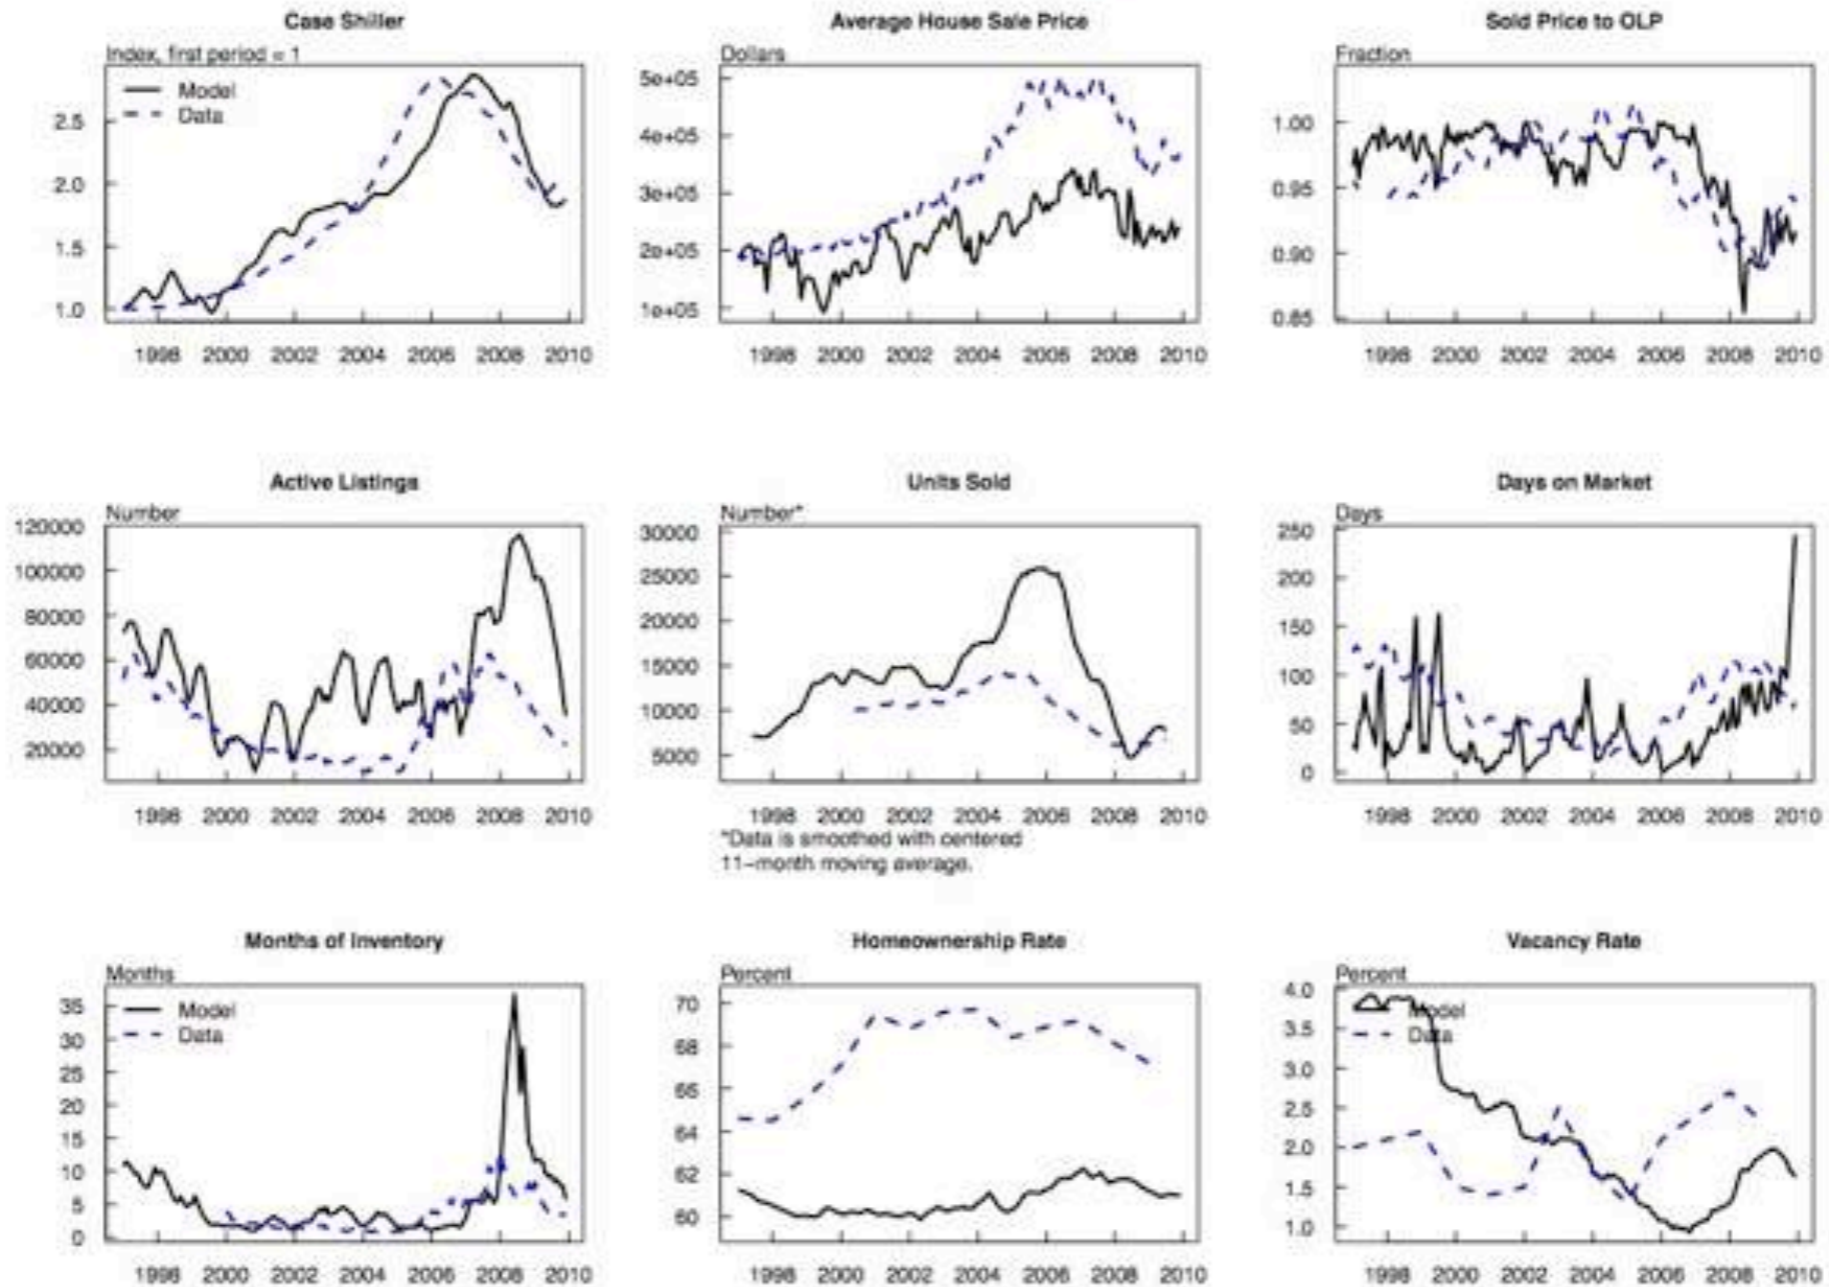 Case Shiller
Index, first period = 1
Model
Data
2.5
2.0
1.5
1.0
1998 2000 2002 2004 2006 2008 2010
Average House Sale Price
Dollars
5e+05
4e+05
3e+05
2e+05
1e+05
1998 2000 2002 2004 2006 2008 2010
Sold Price to OLP
Fraction
1.00
0.95
0.90
0.85
1998 2000 2002 2004 2006 2008 2010
Active Listings
Number
120000
100000
80000
60000
40000
20000
1998 2000 2002 2004 2006 2008 2010
Units Sold
Number*
30000
25000
20000
15000
10000
5000
1998 2000 2002 2004 2006 2008 2010
*Data is smoothed with centered
11−month moving average.
Days on Market
Days
250
200
150
100
50
0
1998 2000 2002 2004 2006 2008 2010
Months of Inventory
Months
Model
Data
35
30
25
20
15
10
5
0
1998 2000 2002 2004 2006 2008 2010
Homeownership Rate
Percent
70
68
66
64
62
60
1998 2000 2002 2004 2006 2008 2010
Vacancy Rate
Percent
Model
Data
4.0
3.5
3.0
2.5
2.0
1.5
1.0
1998 2000 2002 2004 2006 2008 2010